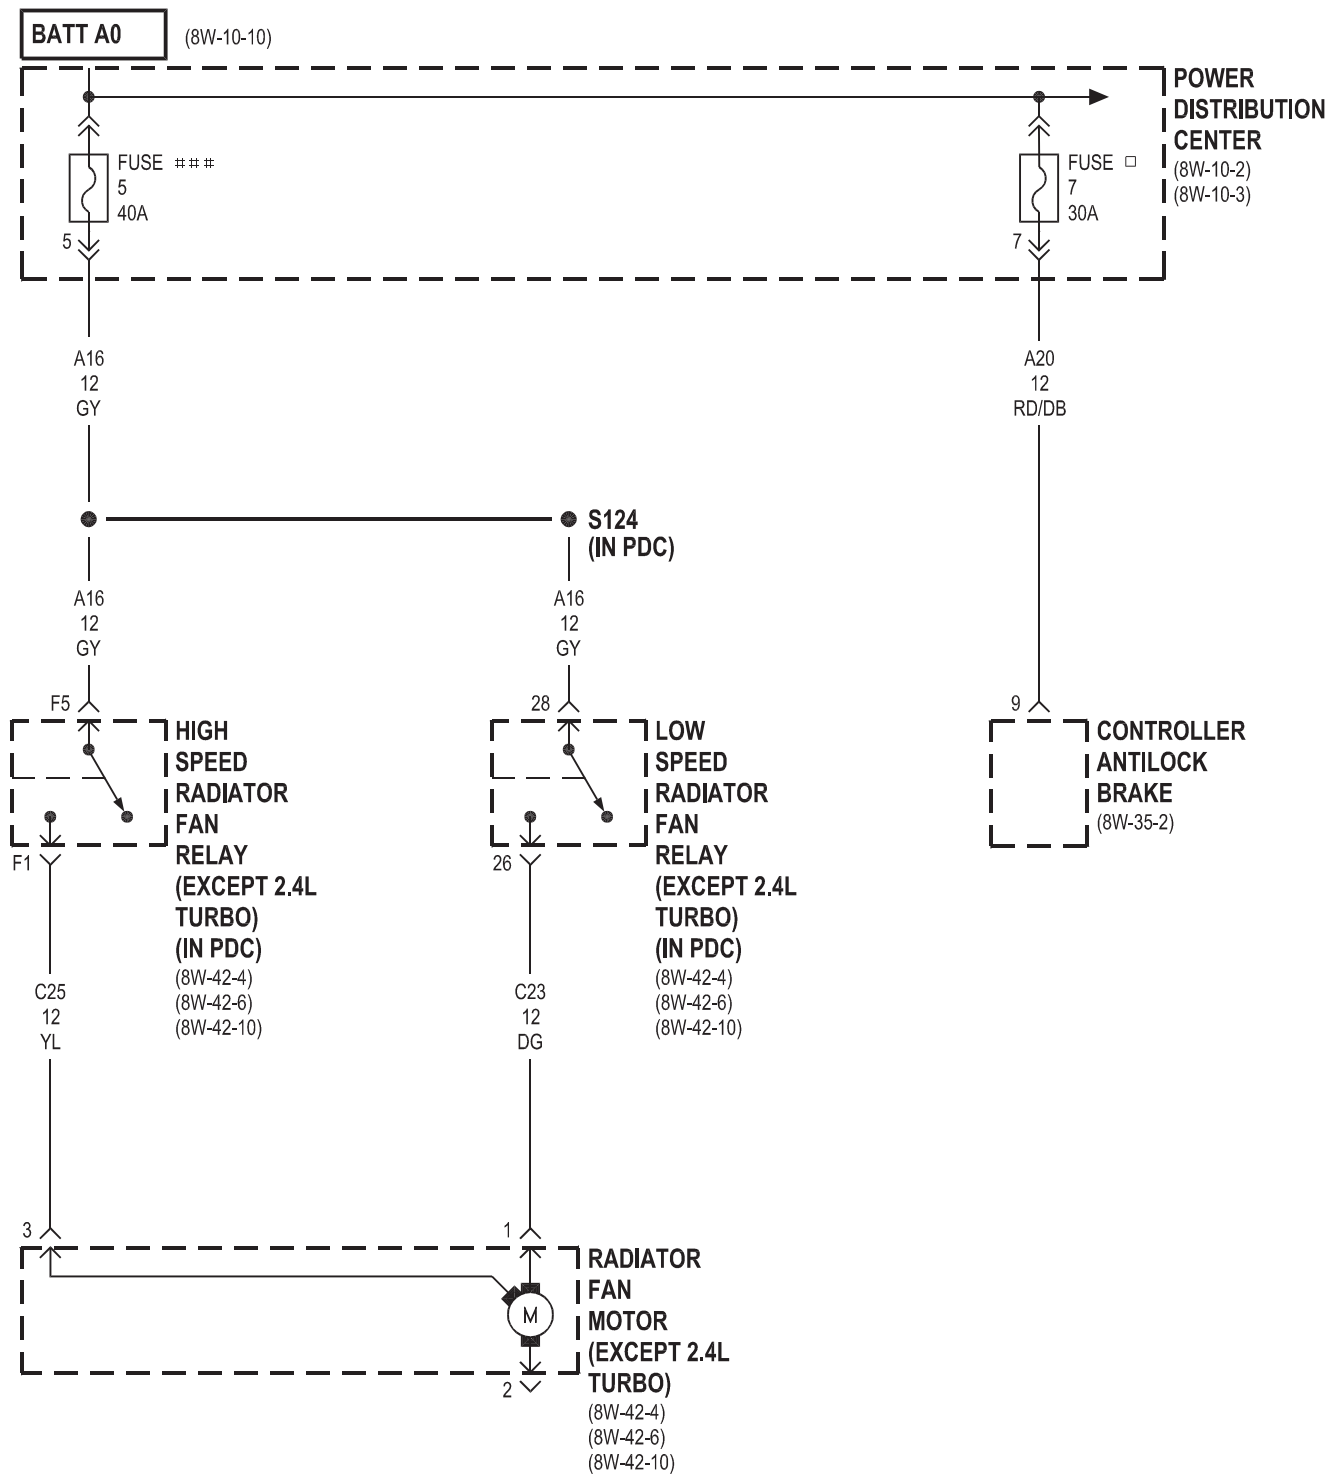 BATT A0
(8W-10-10)
POWER
DISTRIBUTION
CENTER
(8W-10-2)
(8W-10-3)
FUSE ###
5
40A
5
FUSE □
7
30A
7
A16
12
GY
A20
12
RD/DB
S124
(IN PDC)
A16
12
GY
A16
12
GY
F5
HIGH
SPEED
RADIATOR
FAN
RELAY
(EXCEPT 2.4L
TURBO)
(IN PDC)
(8W-42-4)
(8W-42-6)
(8W-42-10)
F1
28
LOW
SPEED
RADIATOR
FAN
RELAY
(EXCEPT 2.4L
TURBO)
(IN PDC)
(8W-42-4)
(8W-42-6)
(8W-42-10)
26
9
CONTROLLER
ANTILOCK
BRAKE
(8W-35-2)
C25
12
YL
C23
12
DG
3
1
M
2
RADIATOR
FAN
MOTOR
(EXCEPT 2.4L
TURBO)
(8W-42-4)
(8W-42-6)
(8W-42-10)